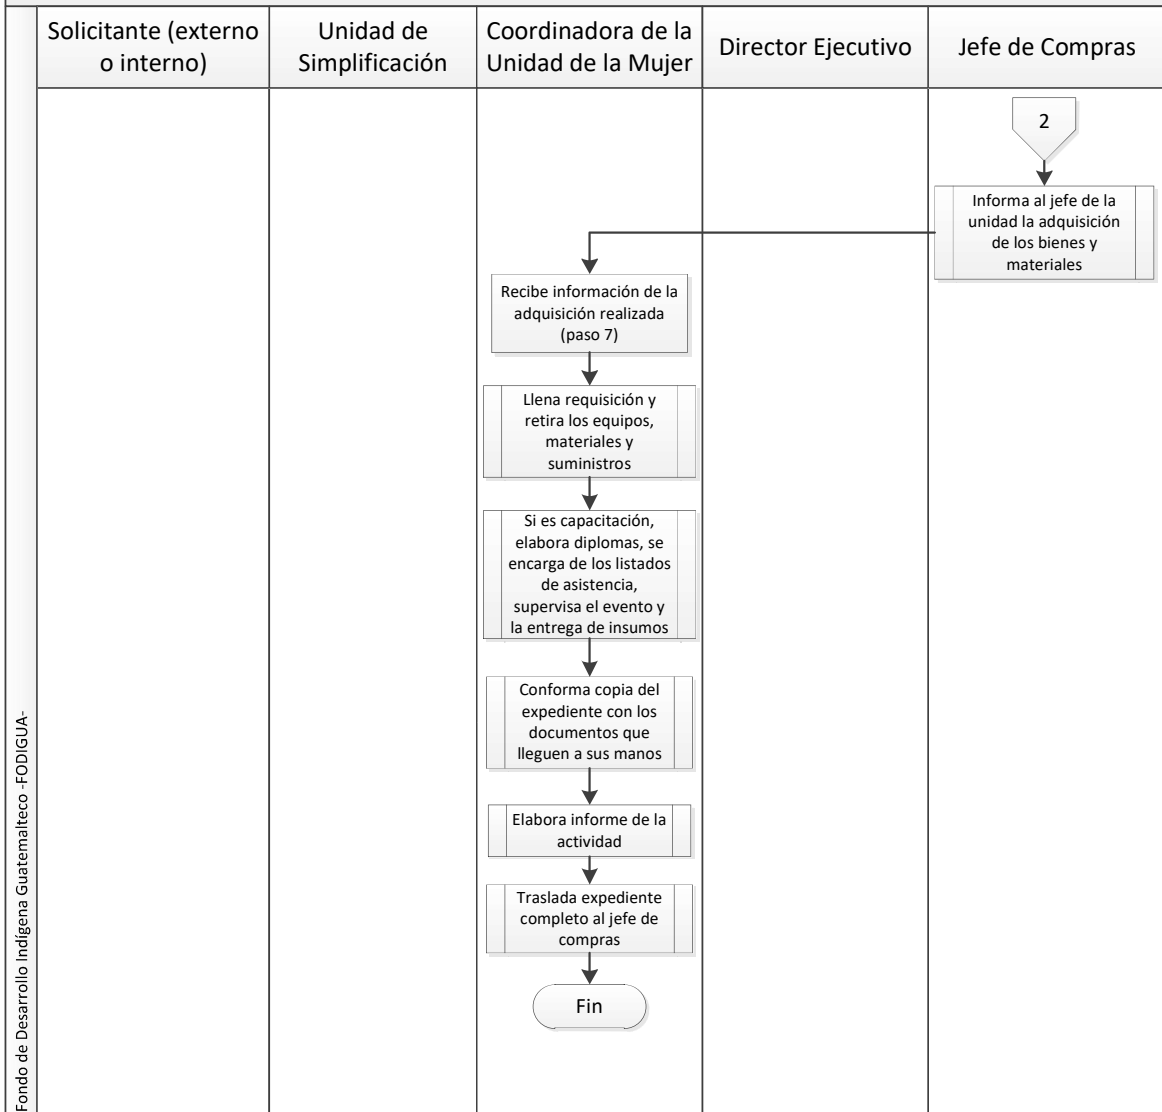 Solicitante (externo
o interno)
Unidad de
Simplificación
Coordinadora de la
Unidad de la Mujer
Director Ejecutivo
Jefe de Compras
2
Informa al jefe de la
unidad la adquisición
de los bienes y
materiales
Recibe información de la
adquisición realizada
(paso 7)
Llena requisición y
retira los equipos,
materiales y
suministros
Si es capacitación,
elabora diplomas, se
encarga de los listados
de asistencia,
supervisa el evento y
la entrega de insumos
Conforma copia del
expediente con los
documentos que
lleguen a sus manos
Elabora informe de la
actividad
Traslada expediente
completo al jefe de
compras
Fin
Fondo de Desarrollo Indígena Guatemalteco -FODIGUA-